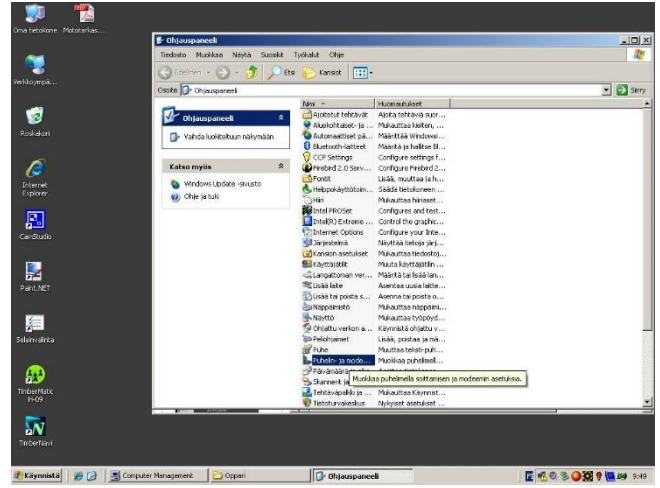 Oma tietokone
Mototarkas...
Verkkoympä...
Roskakori
Internet
Explorer
CamStudio
Paint.NET
Selainvalinta
TimberMatic
H-09
TimberNavi
Ohjauspaneeli
Tiedosto Muokkaa Näytä Suosikit Työkalut Ohje
Edellinen Etsi Kansiot
Osoite Ohjauspaneeli Siirry
Ohjauspaneeli
Vaihda luokiteltuun näkymään
Katso myös
Windows Update -sivusto
Ohje ja tuki
Nimi Huomautukset
Ajoitetut tehtävät Ajoita tehtäviä suor...
Aluekohtaiset- ja ... Mukauttaa kielten, ...
Automaattiset pä... Määrittää Windowsi...
Bluetooth-laitteet Määritä ja hallitse Bl...
CCP Settings Configure settings f...
Firebird 2.0 Serv... Configure Firebird 2...
Fontit Lisää, muuttaa ja h...
Helppokäyttötoim... Säädä tietokoneen ...
Hiiri Mukauttaa hiiriaset...
Intel PROSet Configures and test...
Intel(R) Extreme ... Control the graphic...
Internet Options Configure your Inte...
Järjestelmä Näyttää tietoja järj...
Kansion asetukset Mukauttaa tiedostoj...
Käyttäjätilit Muuta käyttäjätilin ...
Langattoman ver... Määritä tai lisää lan...
Lisää laite Asentaa uusia laitte...
Lisää tai poista s... Asenna tai poista o...
Näppäimistö Mukauttaa näppäimi...
Näyttö Mukauttaa työpöyd...
Ohjattu verkon a... Käynnistä ohjattu v...
Peliohjaimet Lisää, poistaa ja mä...
Puhe Muuttaa teksti-puh...
Puhelin- ja mode... Muokkaa puhelimell...
Päivämäärä
Skannerit ja
Muokkaa puhelimella soittamisen ja modeemin asetuksia.
Tehtäväpalkki ja ... Mukauttaa Käynnist...
Tietoturvakeskus Nykyiset asetukset ...
Käynnistä Computer Management Oppari Ohjauspaneeli 9:49